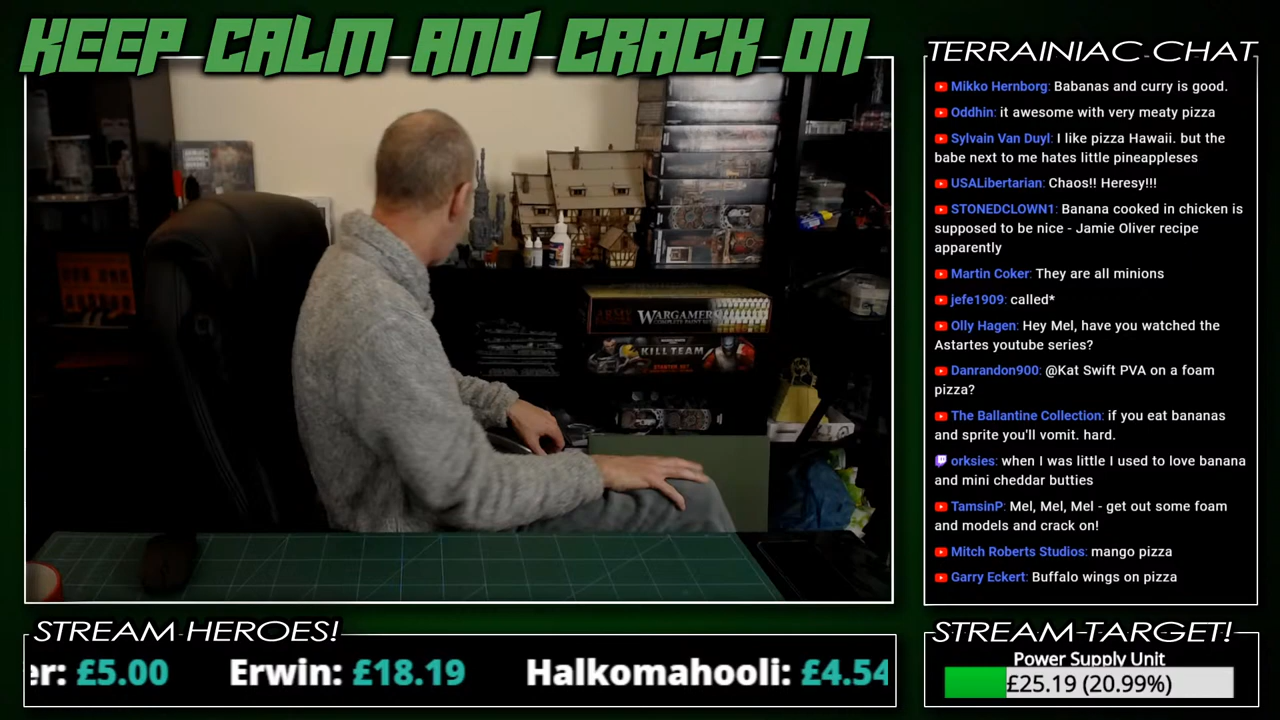 KEEP CALM AND CRACK ON
TERRAINIAC CHAT
Mikko Hernborg: Babanas and curry is good.
Oddhin: it awesome with very meaty pizza
Sylvain Van Duyl: I like pizza Hawaii. but the
babe next to me hates little pineappleses
USALibertarian: Chaos!! Heresy!!!
STONEDCLOWN1: Banana cooked in chicken is
supposed to be nice - Jamie Oliver recipe
apparently
Martin Coker: They are all minions
jefe1909: called*
Olly Hagen: Hey Mel, have you watched the
Astartes youtube series?
Danrandon900: @Kat Swift PVA on a foam
pizza?
The Ballantine Collection: if you eat bananas
and sprite you'll vomit. hard.
orksies: when I was little I used to love banana
and mini cheddar butties
TamsinP: Mel, Mel, Mel - get out some foam
and models and crack on!
Mitch Roberts Studios: mango pizza
Garry Eckert: Buffalo wings on pizza
WARGAMERS
COMPLETE PAINT SET
KILL TEAM
STARTER SET
STREAM HEROES!
er: £5.00 Erwin: £18.19 Halkomahooli: £4.54
STREAM TARGET!
Power Supply Unit
£25.19 (20.99%)